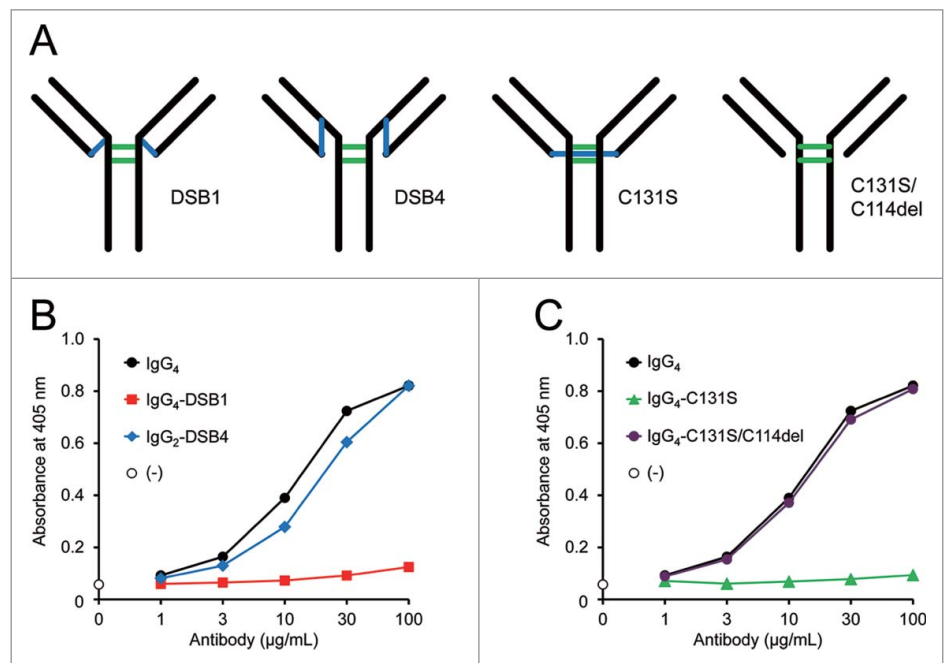 A
DSB1
DSB4
C131S
C131S/
C114del
B
1.0
0.8
0.6
0.4
0.2
0
Absorbance at 405 nm
IgG₄
IgG₄-DSB1
IgG₂-DSB4
(-)
0 1 3 10 30 100
Antibody (µg/mL)
C
1.0
0.8
0.6
0.4
0.2
0
Absorbance at 405 nm
IgG₄
IgG₄-C131S
IgG₄-C131S/C114del
(-)
0 1 3 10 30 100
Antibody (µg/mL)